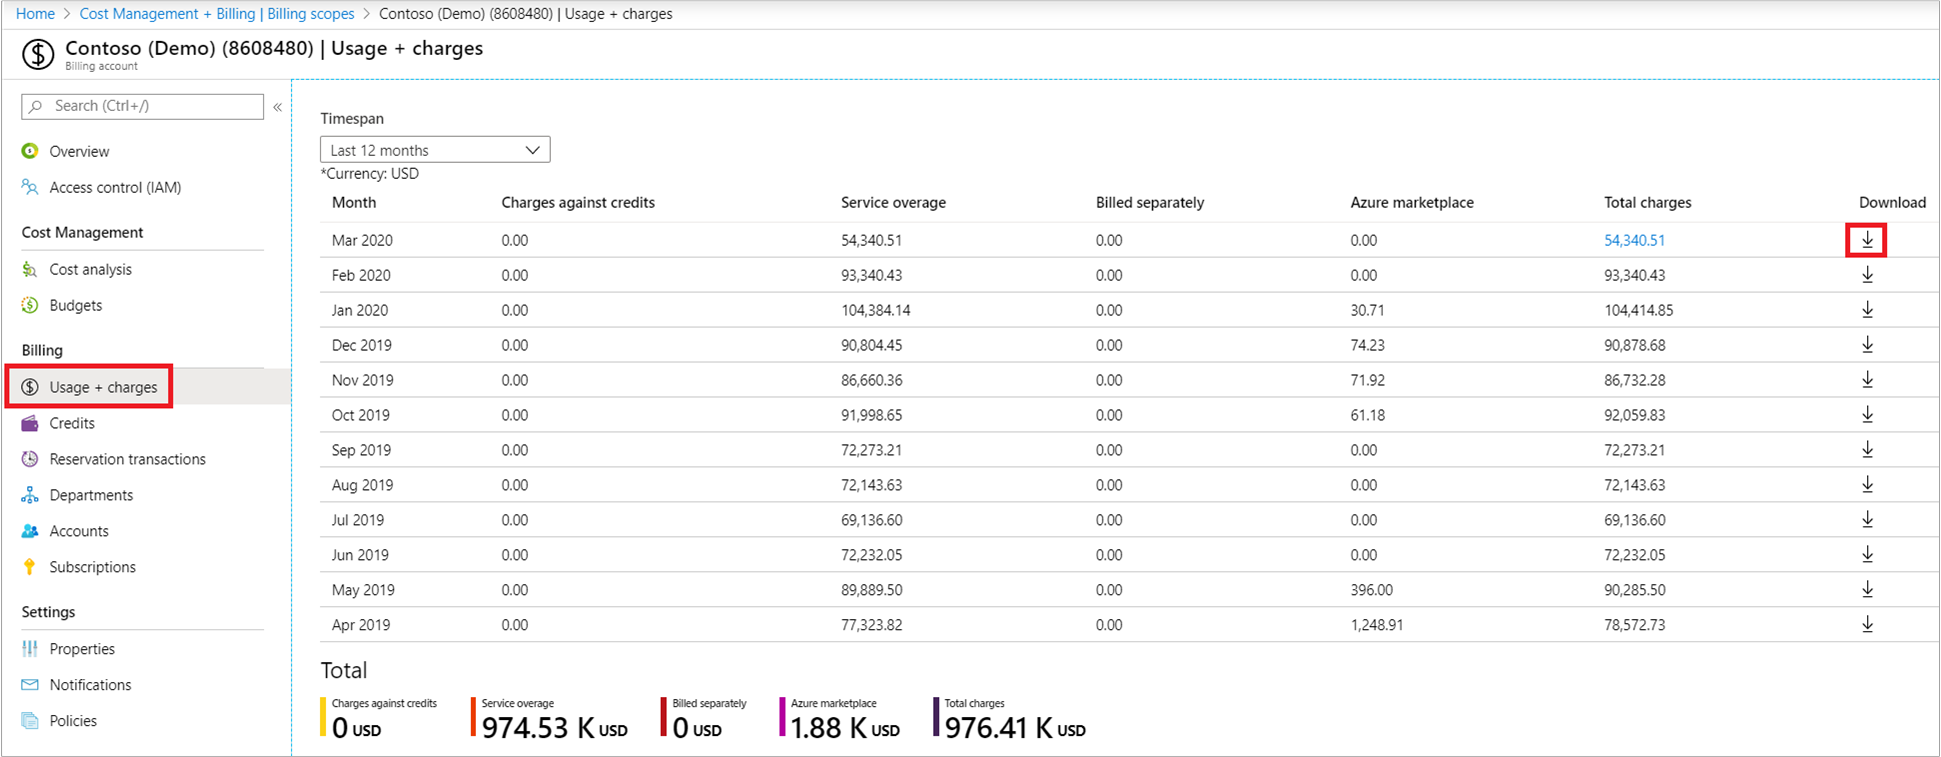 Home > Cost Management + Billing | Billing scopes > Contoso (Demo) (8608480) | Usage + charges
Contoso (Demo) (8608480) | Usage + charges
Billing account
Search (Ctrl+/)
«
Overview
Access control (IAM)
Cost Management
Cost analysis
Budgets
Billing
Usage + charges
Credits
Reservation transactions
Departments
Accounts
Subscriptions
Settings
Properties
Notifications
Policies
Timespan
Last 12 months
*Currency: USD
Month Charges against credits Service overage Billed separately Azure marketplace Total charges Download
Mar 2020 0.00 54,340.51 0.00 0.00 54,340.51
Feb 2020 0.00 93,340.43 0.00 0.00 93,340.43
Jan 2020 0.00 104,384.14 0.00 30.71 104,414.85
Dec 2019 0.00 90,804.45 0.00 74.23 90,878.68
Nov 2019 0.00 86,660.36 0.00 71.92 86,732.28
Oct 2019 0.00 91,998.65 0.00 61.18 92,059.83
Sep 2019 0.00 72,273.21 0.00 0.00 72,273.21
Aug 2019 0.00 72,143.63 0.00 0.00 72,143.63
Jul 2019 0.00 69,136.60 0.00 0.00 69,136.60
Jun 2019 0.00 72,232.05 0.00 0.00 72,232.05
May 2019 0.00 89,889.50 0.00 396.00 90,285.50
Apr 2019 0.00 77,323.82 0.00 1,248.91 78,572.73
Total
Charges against credits Service overage Billed separately Azure marketplace Total charges
0 USD 974.53 K USD 0 USD 1.88 K USD 976.41 K USD